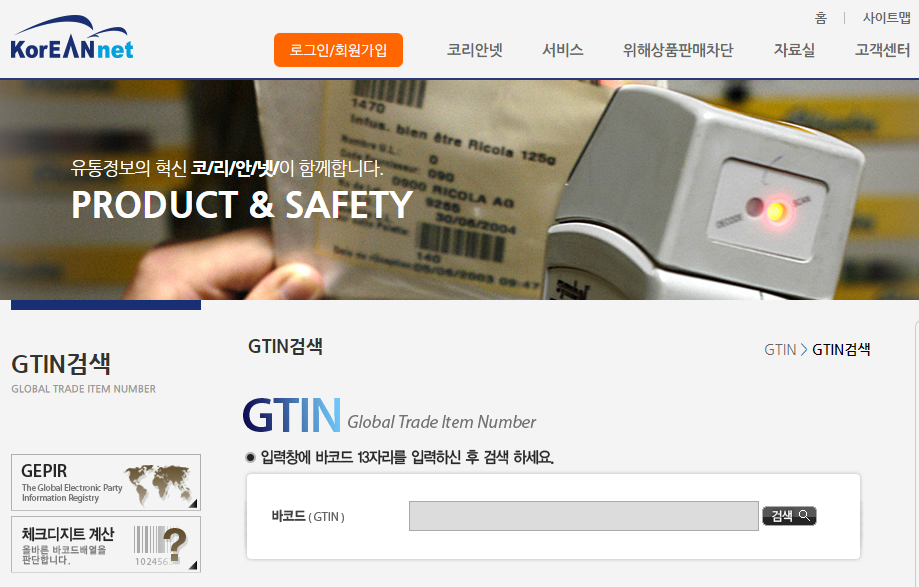 홈 | 사이트맵
KorEANnet
로그인/회원가입 코리안넷 서비스 위해상품판매차단 자료실 고객센터
1470
Infus. bien être Ricola 125g
0
090
0900 RICOLA AG
9285
30/06/2004
140
05/06/2003 09:47
DECODE SCAN
유통정보의 혁신 코/리/안/넷/이 함께합니다.
PRODUCT & SAFETY
GTIN검색
GLOBAL TRADE ITEM NUMBER
GTIN검색
GTIN > GTIN검색
GTIN Global Trade Item Number
입력창에 바코드 13자리를 입력하신 후 검색 하세요.
바코드 ( GTIN )
검색
GEPIR
The Global Electronic Party
Information Registry
체크디지트 계산
올바른 바코드배열을
판단합니다.